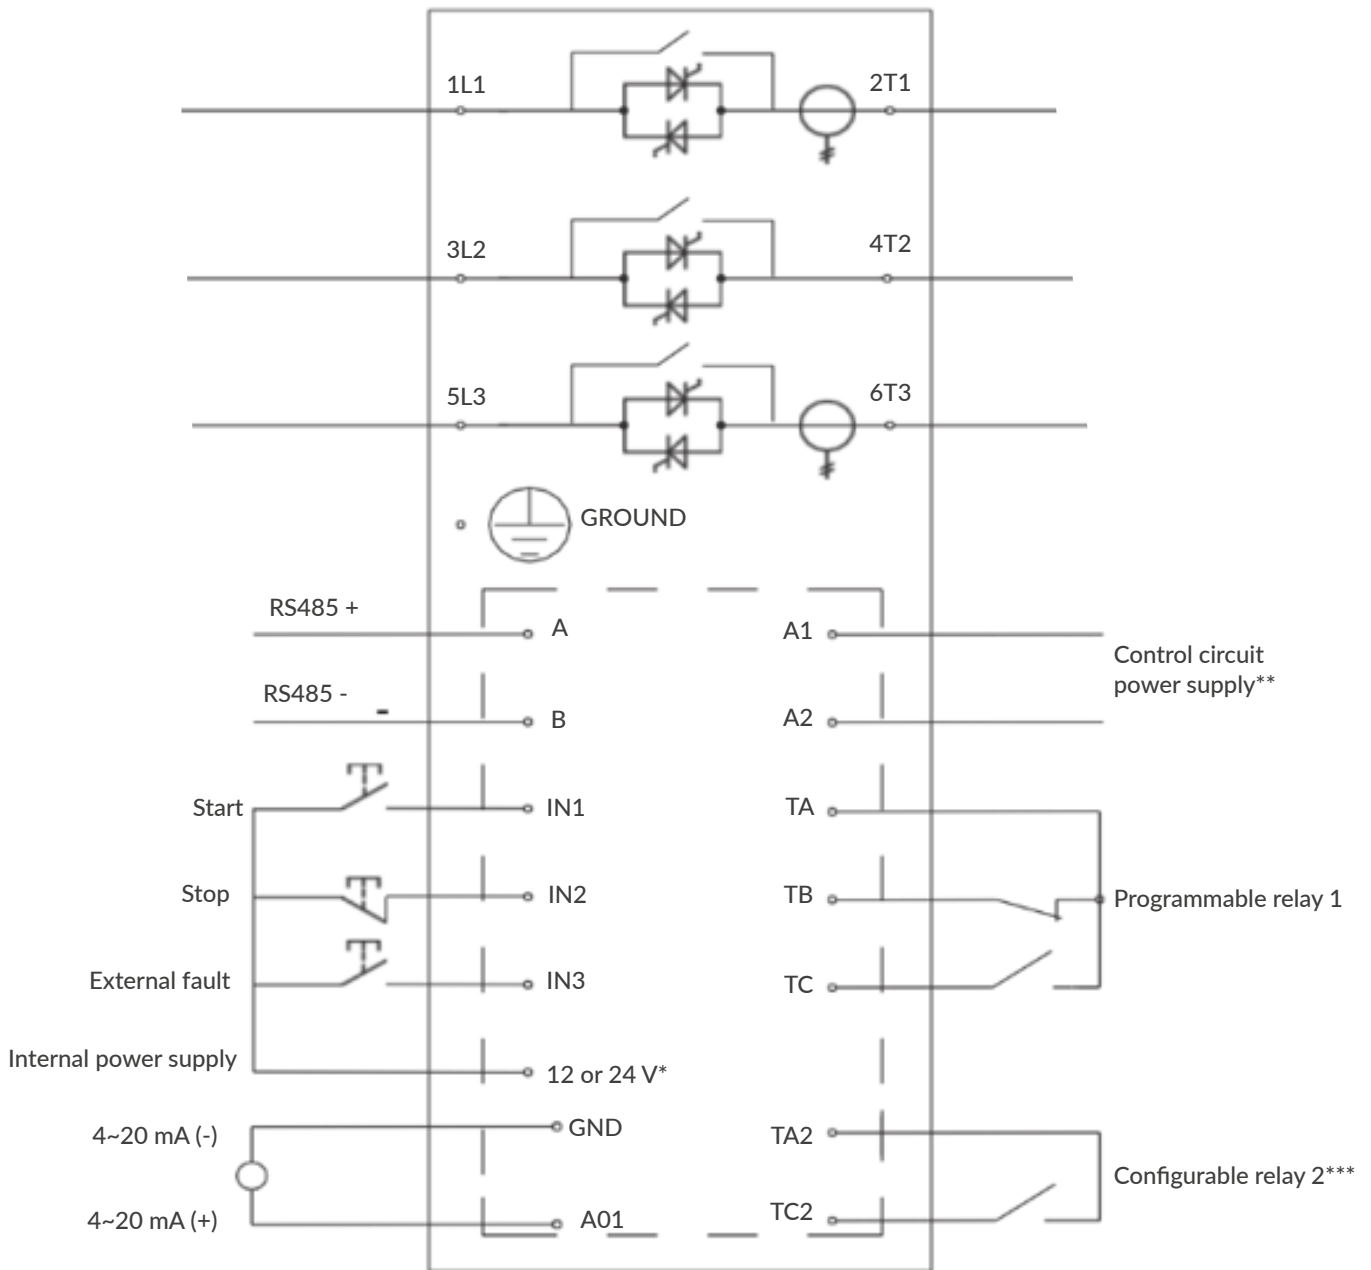 1L1
2T1
3L2
4T2
5L3
6T3
GROUND
RS485 +
A
A1
Control circuit
power supply**
RS485 -
-
B
A2
Start
IN1
TA
Stop
IN2
TB
Programmable relay 1
External fault
IN3
TC
Internal power supply
12 or 24 V*
4~20 mA (-)
GND
TA2
Configurable relay 2***
4~20 mA (+)
A01
TC2